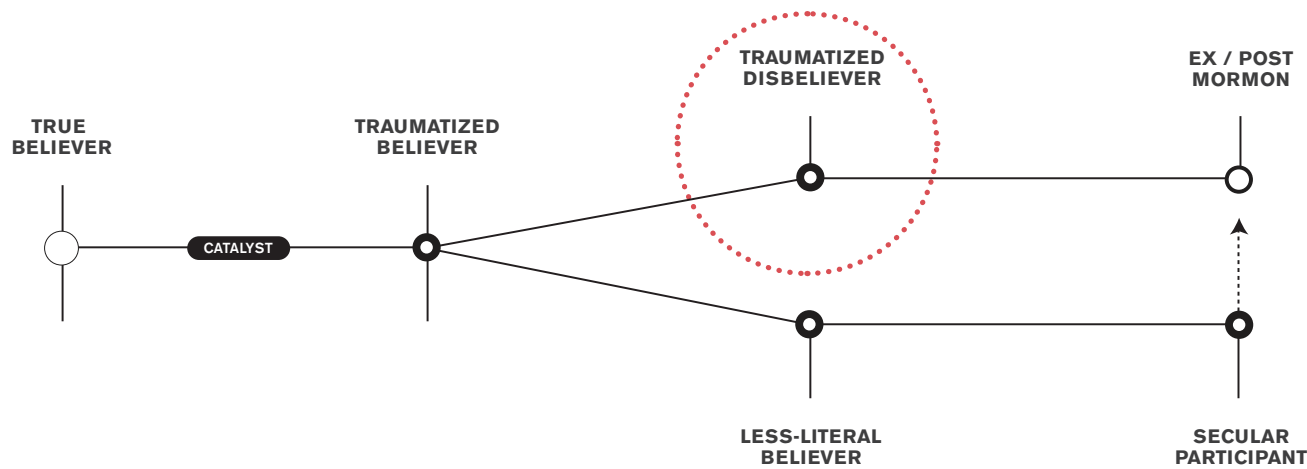 TRUE
BELIEVER
CATALYST
TRAUMATIZED
BELIEVER
TRAUMATIZED
DISBELIEVER
EX / POST
MORMON
LESS-LITERAL
BELIEVER
SECULAR
PARTICIPANT